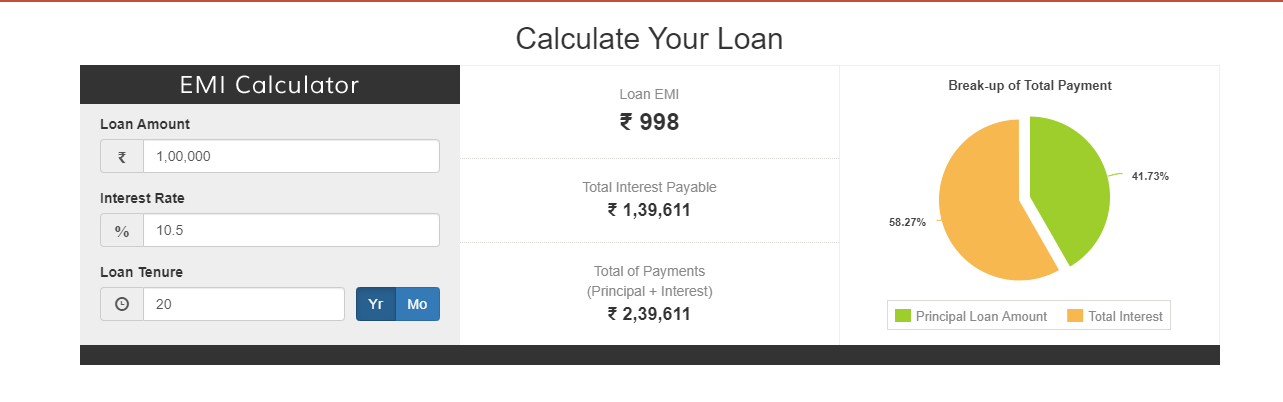 Calculate Your Loan
EMI Calculator
Loan Amount
₹ 1,00,000
Interest Rate
% 10.5
Loan Tenure
20 Yr Mo
Loan EMI
₹ 998
Total Interest Payable
₹ 1,39,611
Total of Payments
(Principal + Interest)
₹ 2,39,611
Break-up of Total Payment
41.73%
58.27%
Principal Loan Amount Total Interest